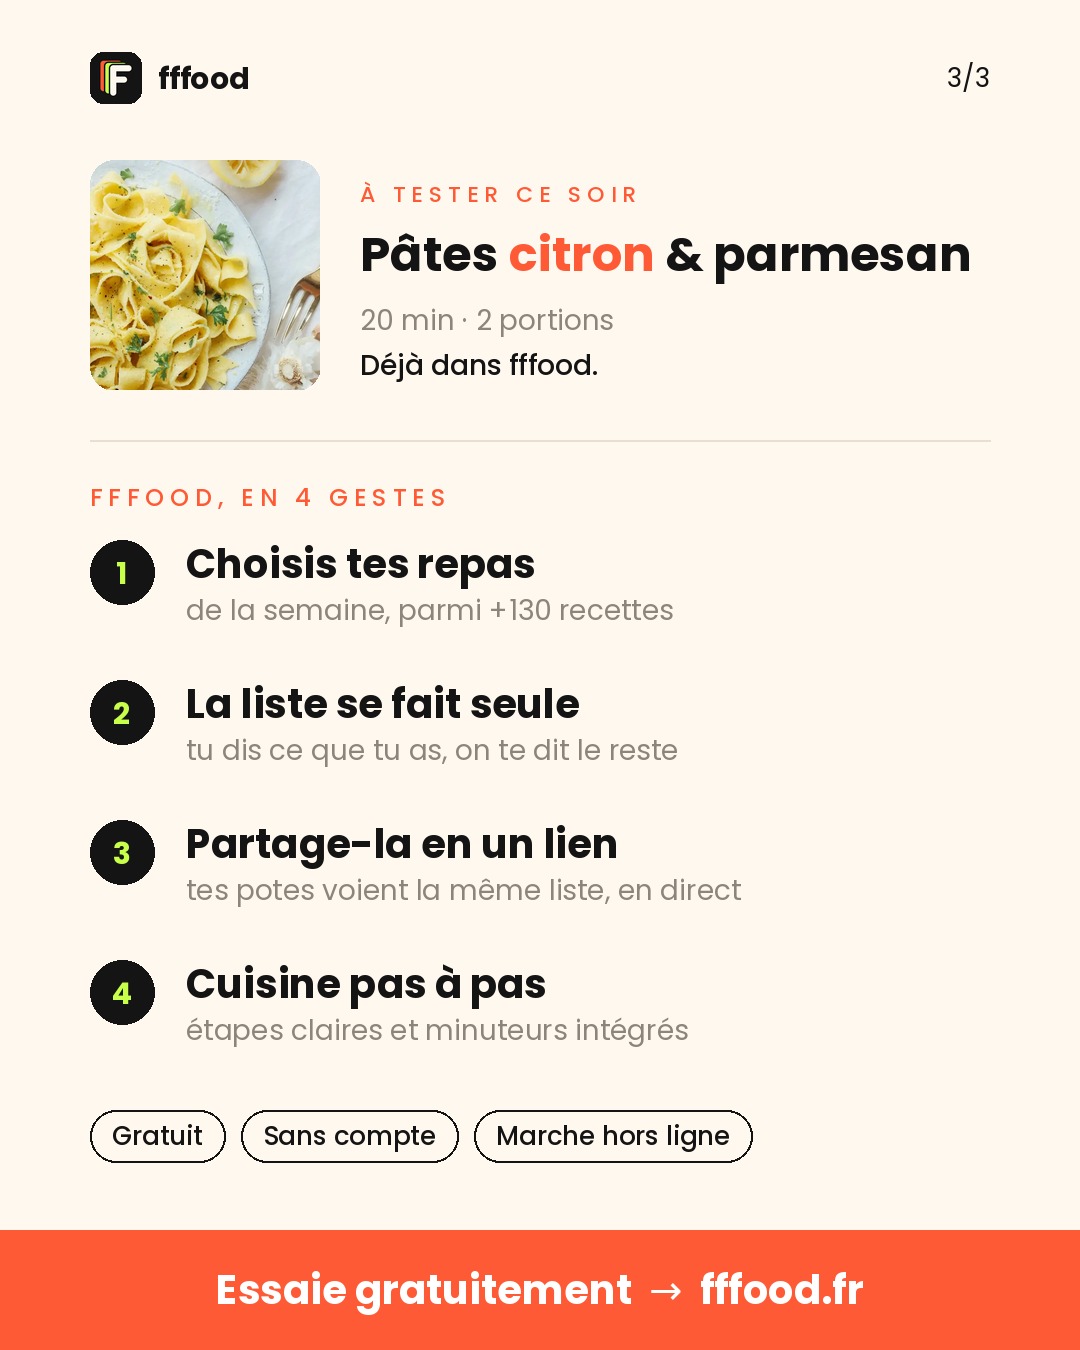 F
fffood
3/3
À TESTER CE SOIR
Pâtes citron & parmesan
20 min · 2 portions
Déjà dans fffood.
FFFOOD, EN 4 GESTES
1
Choisis tes repas
de la semaine, parmi +130 recettes
2
La liste se fait seule
tu dis ce que tu as, on te dit le reste
3
Partage-la en un lien
tes potes voient la même liste, en direct
4
Cuisine pas à pas
étapes claires et minuteurs intégrés
Gratuit
Sans compte
Marche hors ligne
Essaie gratuitement → fffood.fr